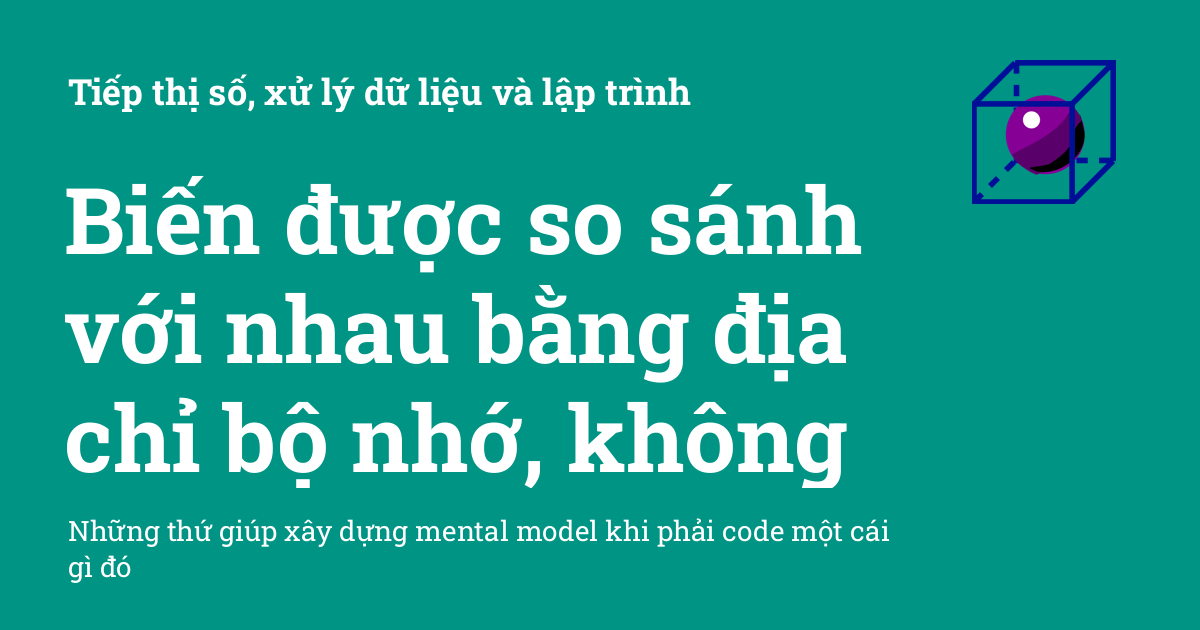 Tiếp thị số, xử lý dữ liệu và lập trình
Biến được so sánh
với nhau bằng địa
chỉ bộ nhớ, không
Những thứ giúp xây dựng mental model khi phải code một cái
gì đó